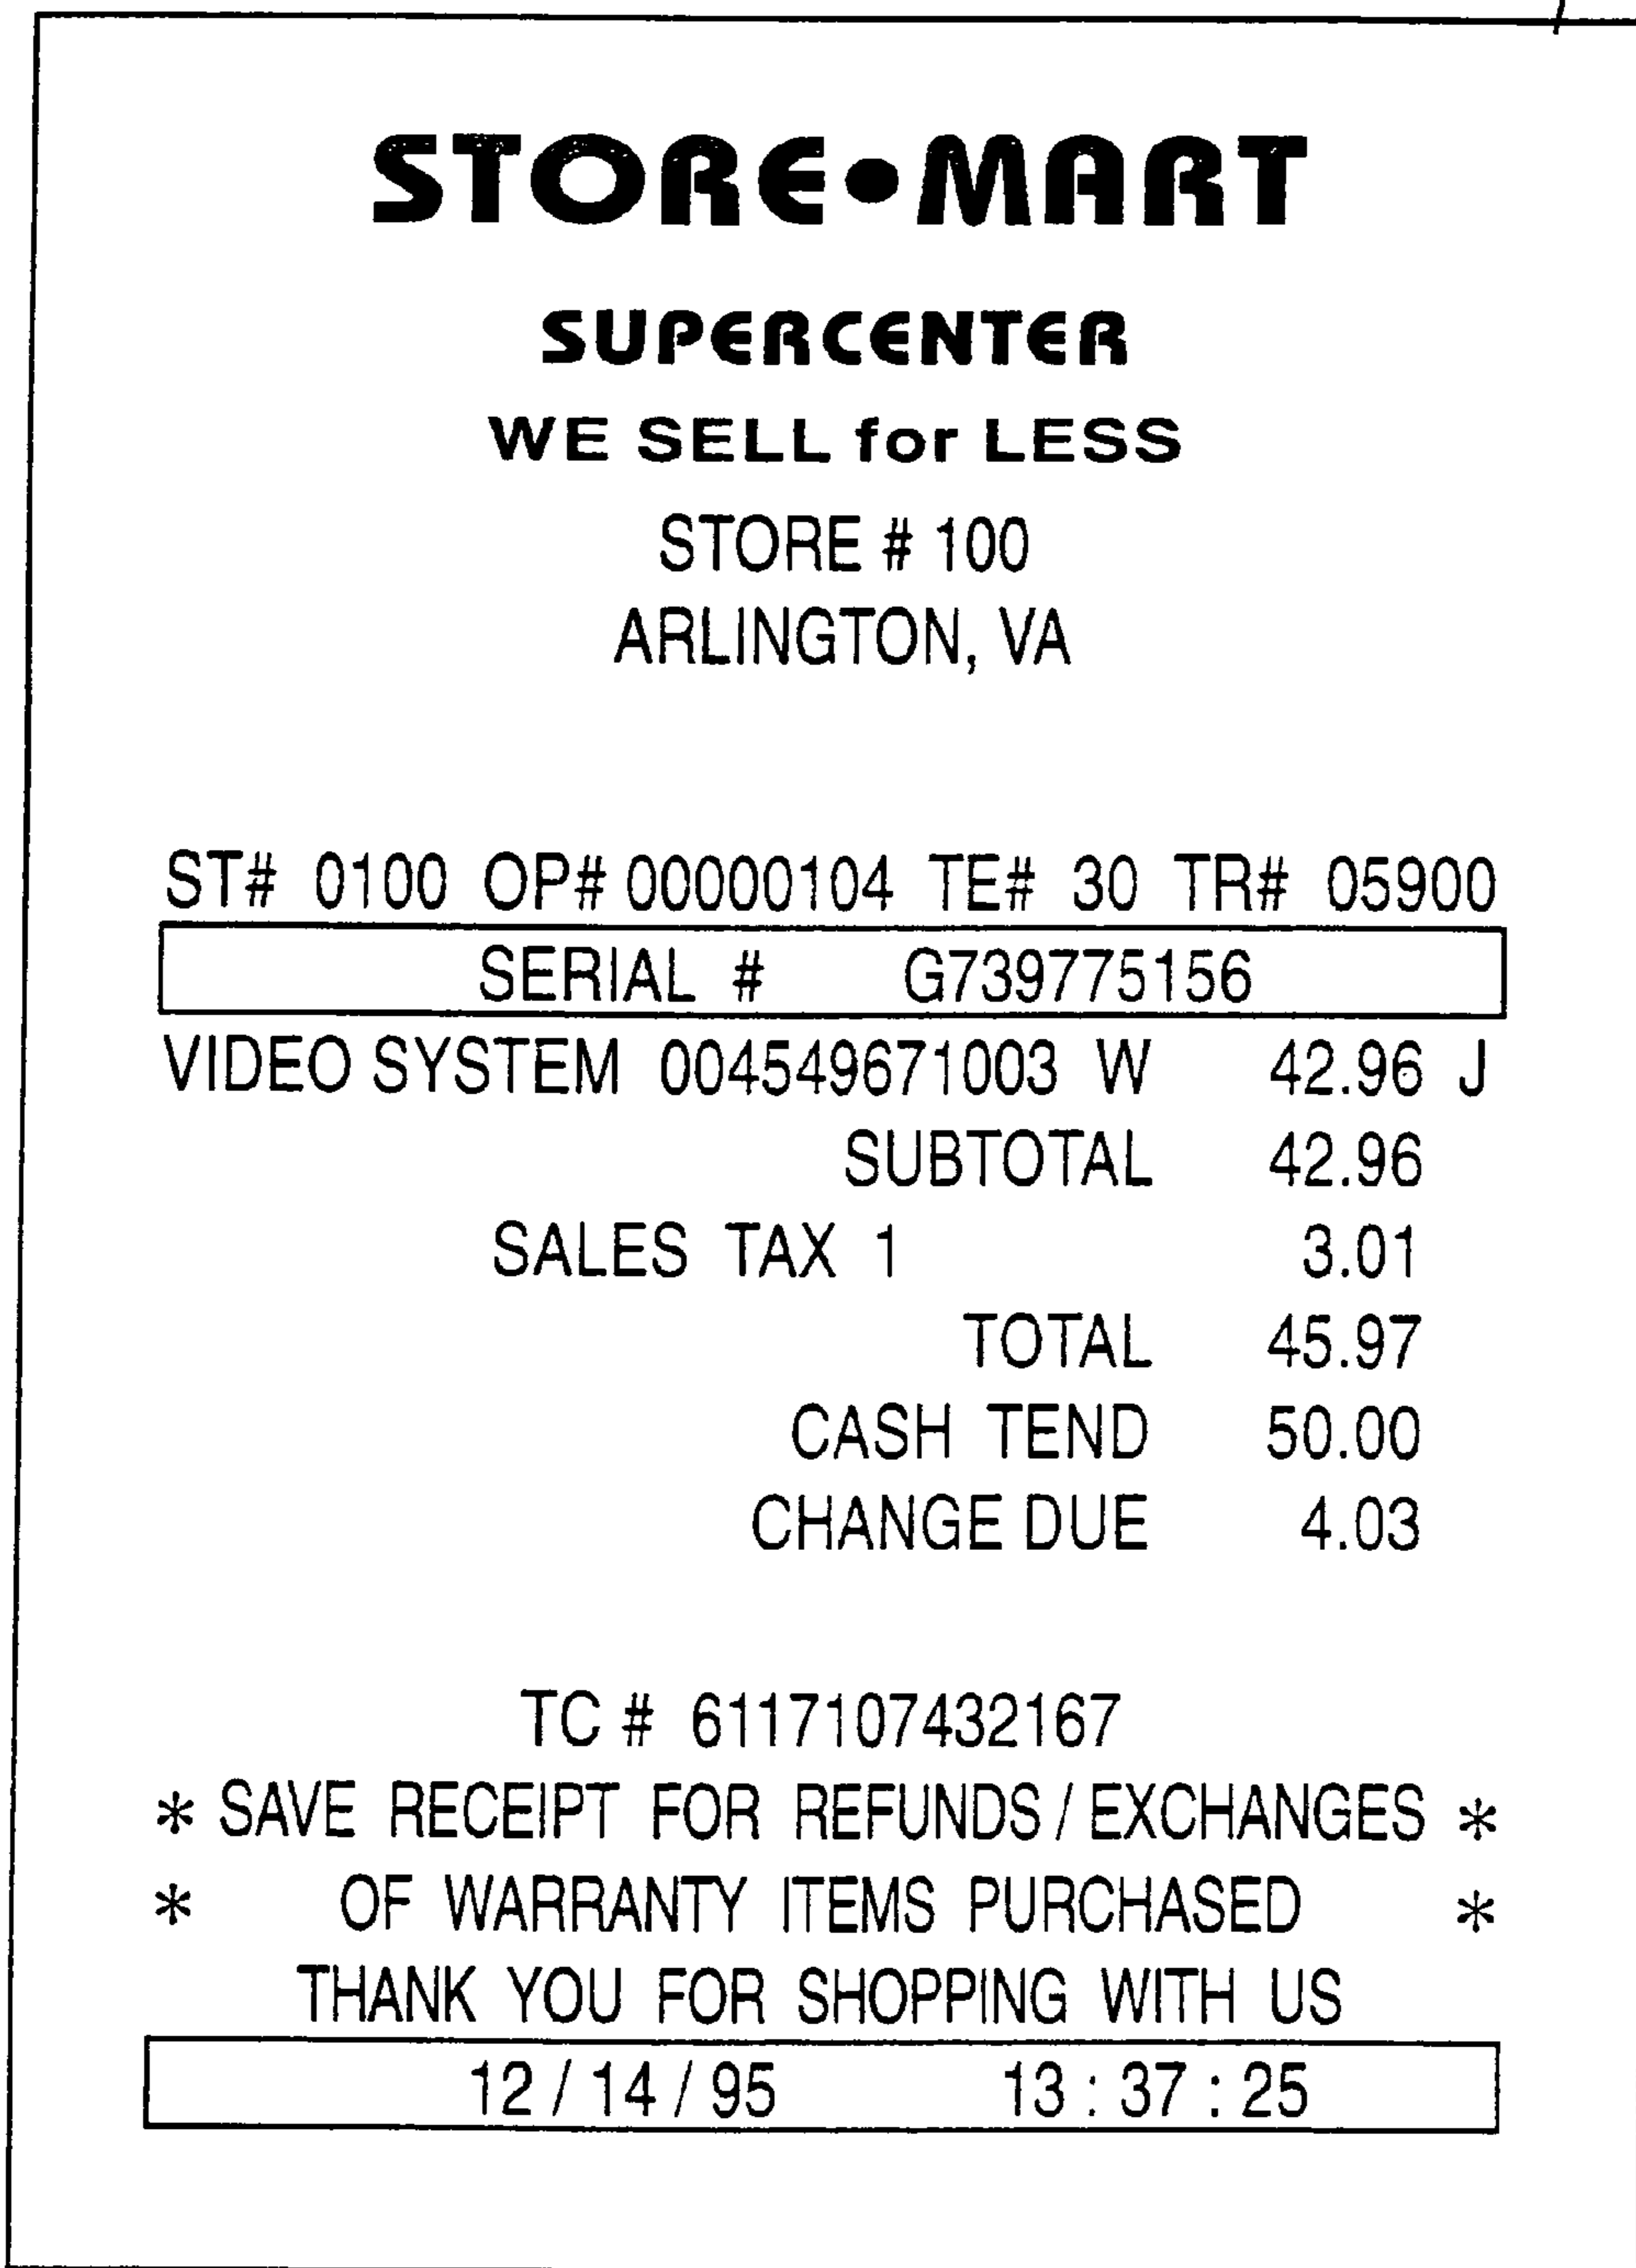 STORE•MART
SUPERCENTER
WE SELL for LESS
STORE # 100
ARLINGTON, VA
ST# 0100 OP# 00000104 TE# 30 TR# 05900
SERIAL # G739775156
VIDEO SYSTEM 004549671003 W 42.96 J
SUBTOTAL 42.96
SALES TAX 1 3.01
TOTAL 45.97
CASH TEND 50.00
CHANGE DUE 4.03
TC # 6117107432167
* SAVE RECEIPT FOR REFUNDS / EXCHANGES *
* OF WARRANTY ITEMS PURCHASED *
THANK YOU FOR SHOPPING WITH US
12 / 14 / 95 13 : 37 : 25